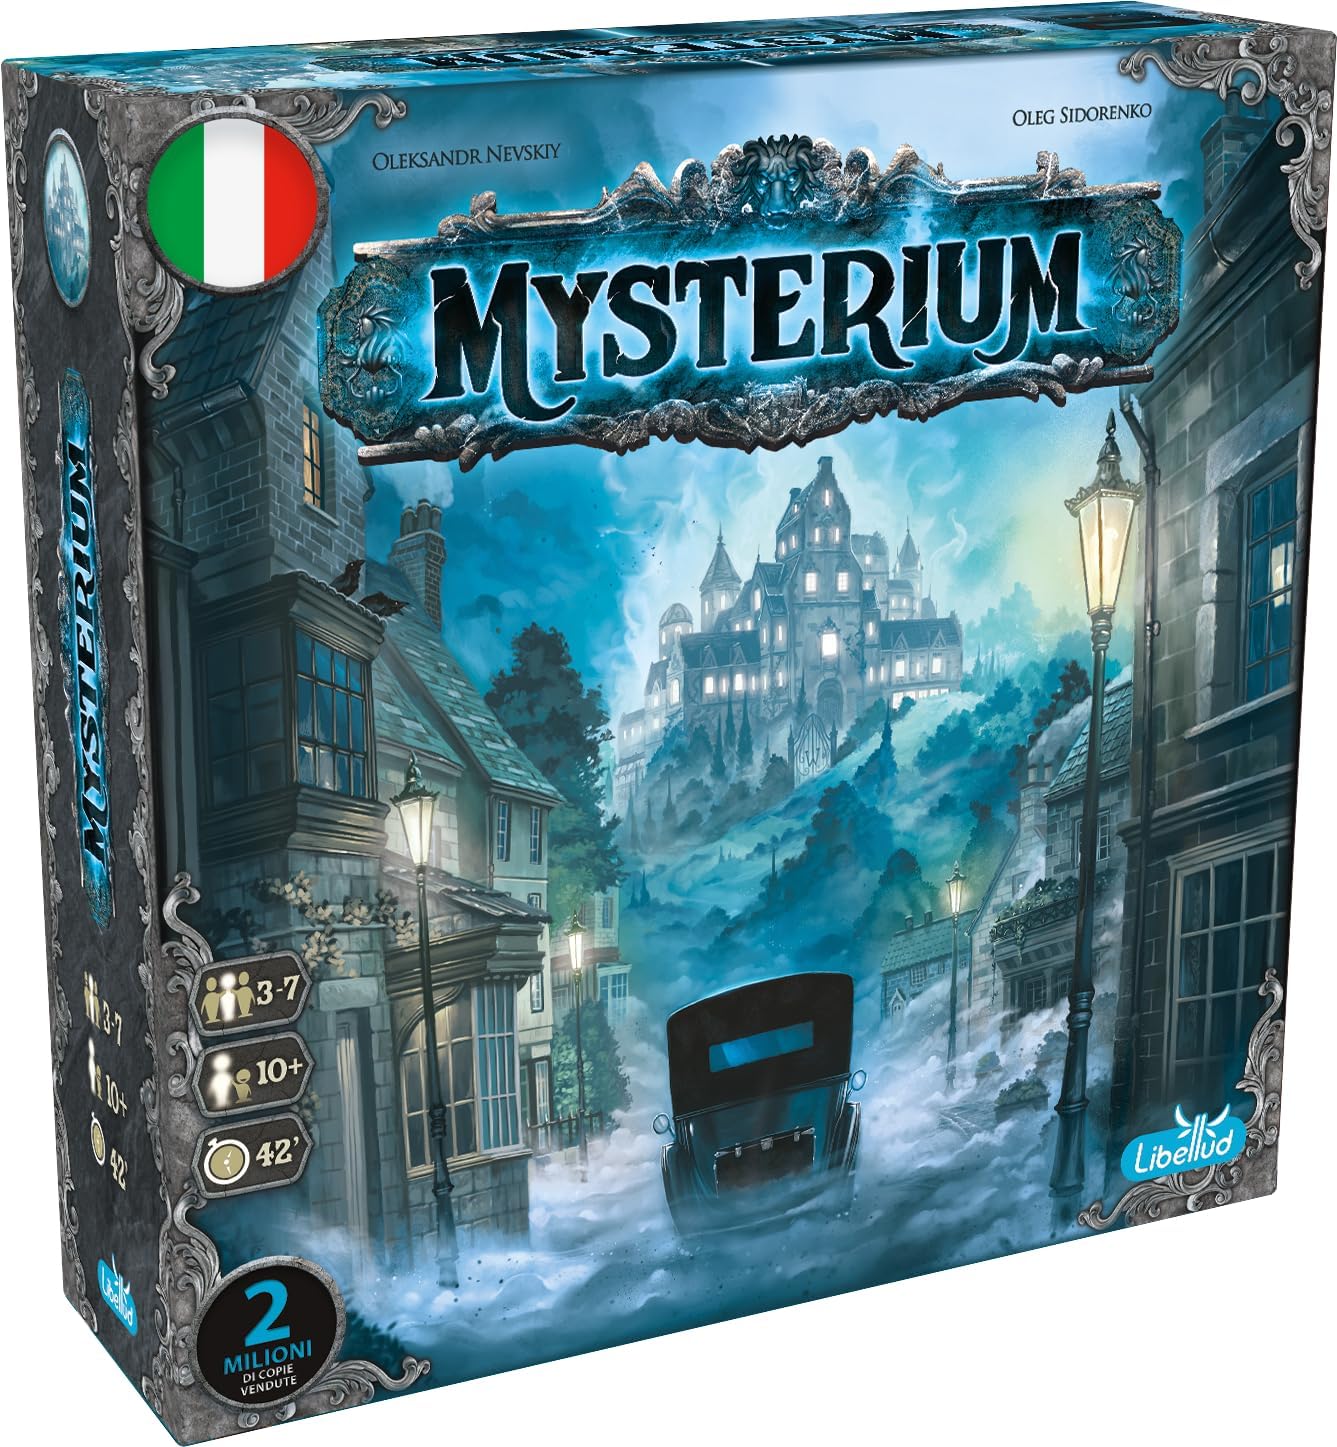 OLEKSANDR NEVSKIY
OLEG SIDORENKO
MYSTERIUM
3-7
10+
42'
2
MILIONI
DI COPIE
VENDUTE
Libellud
MYSTERIUM
3-7
10+
42'
Libellud
MYSTERIUM